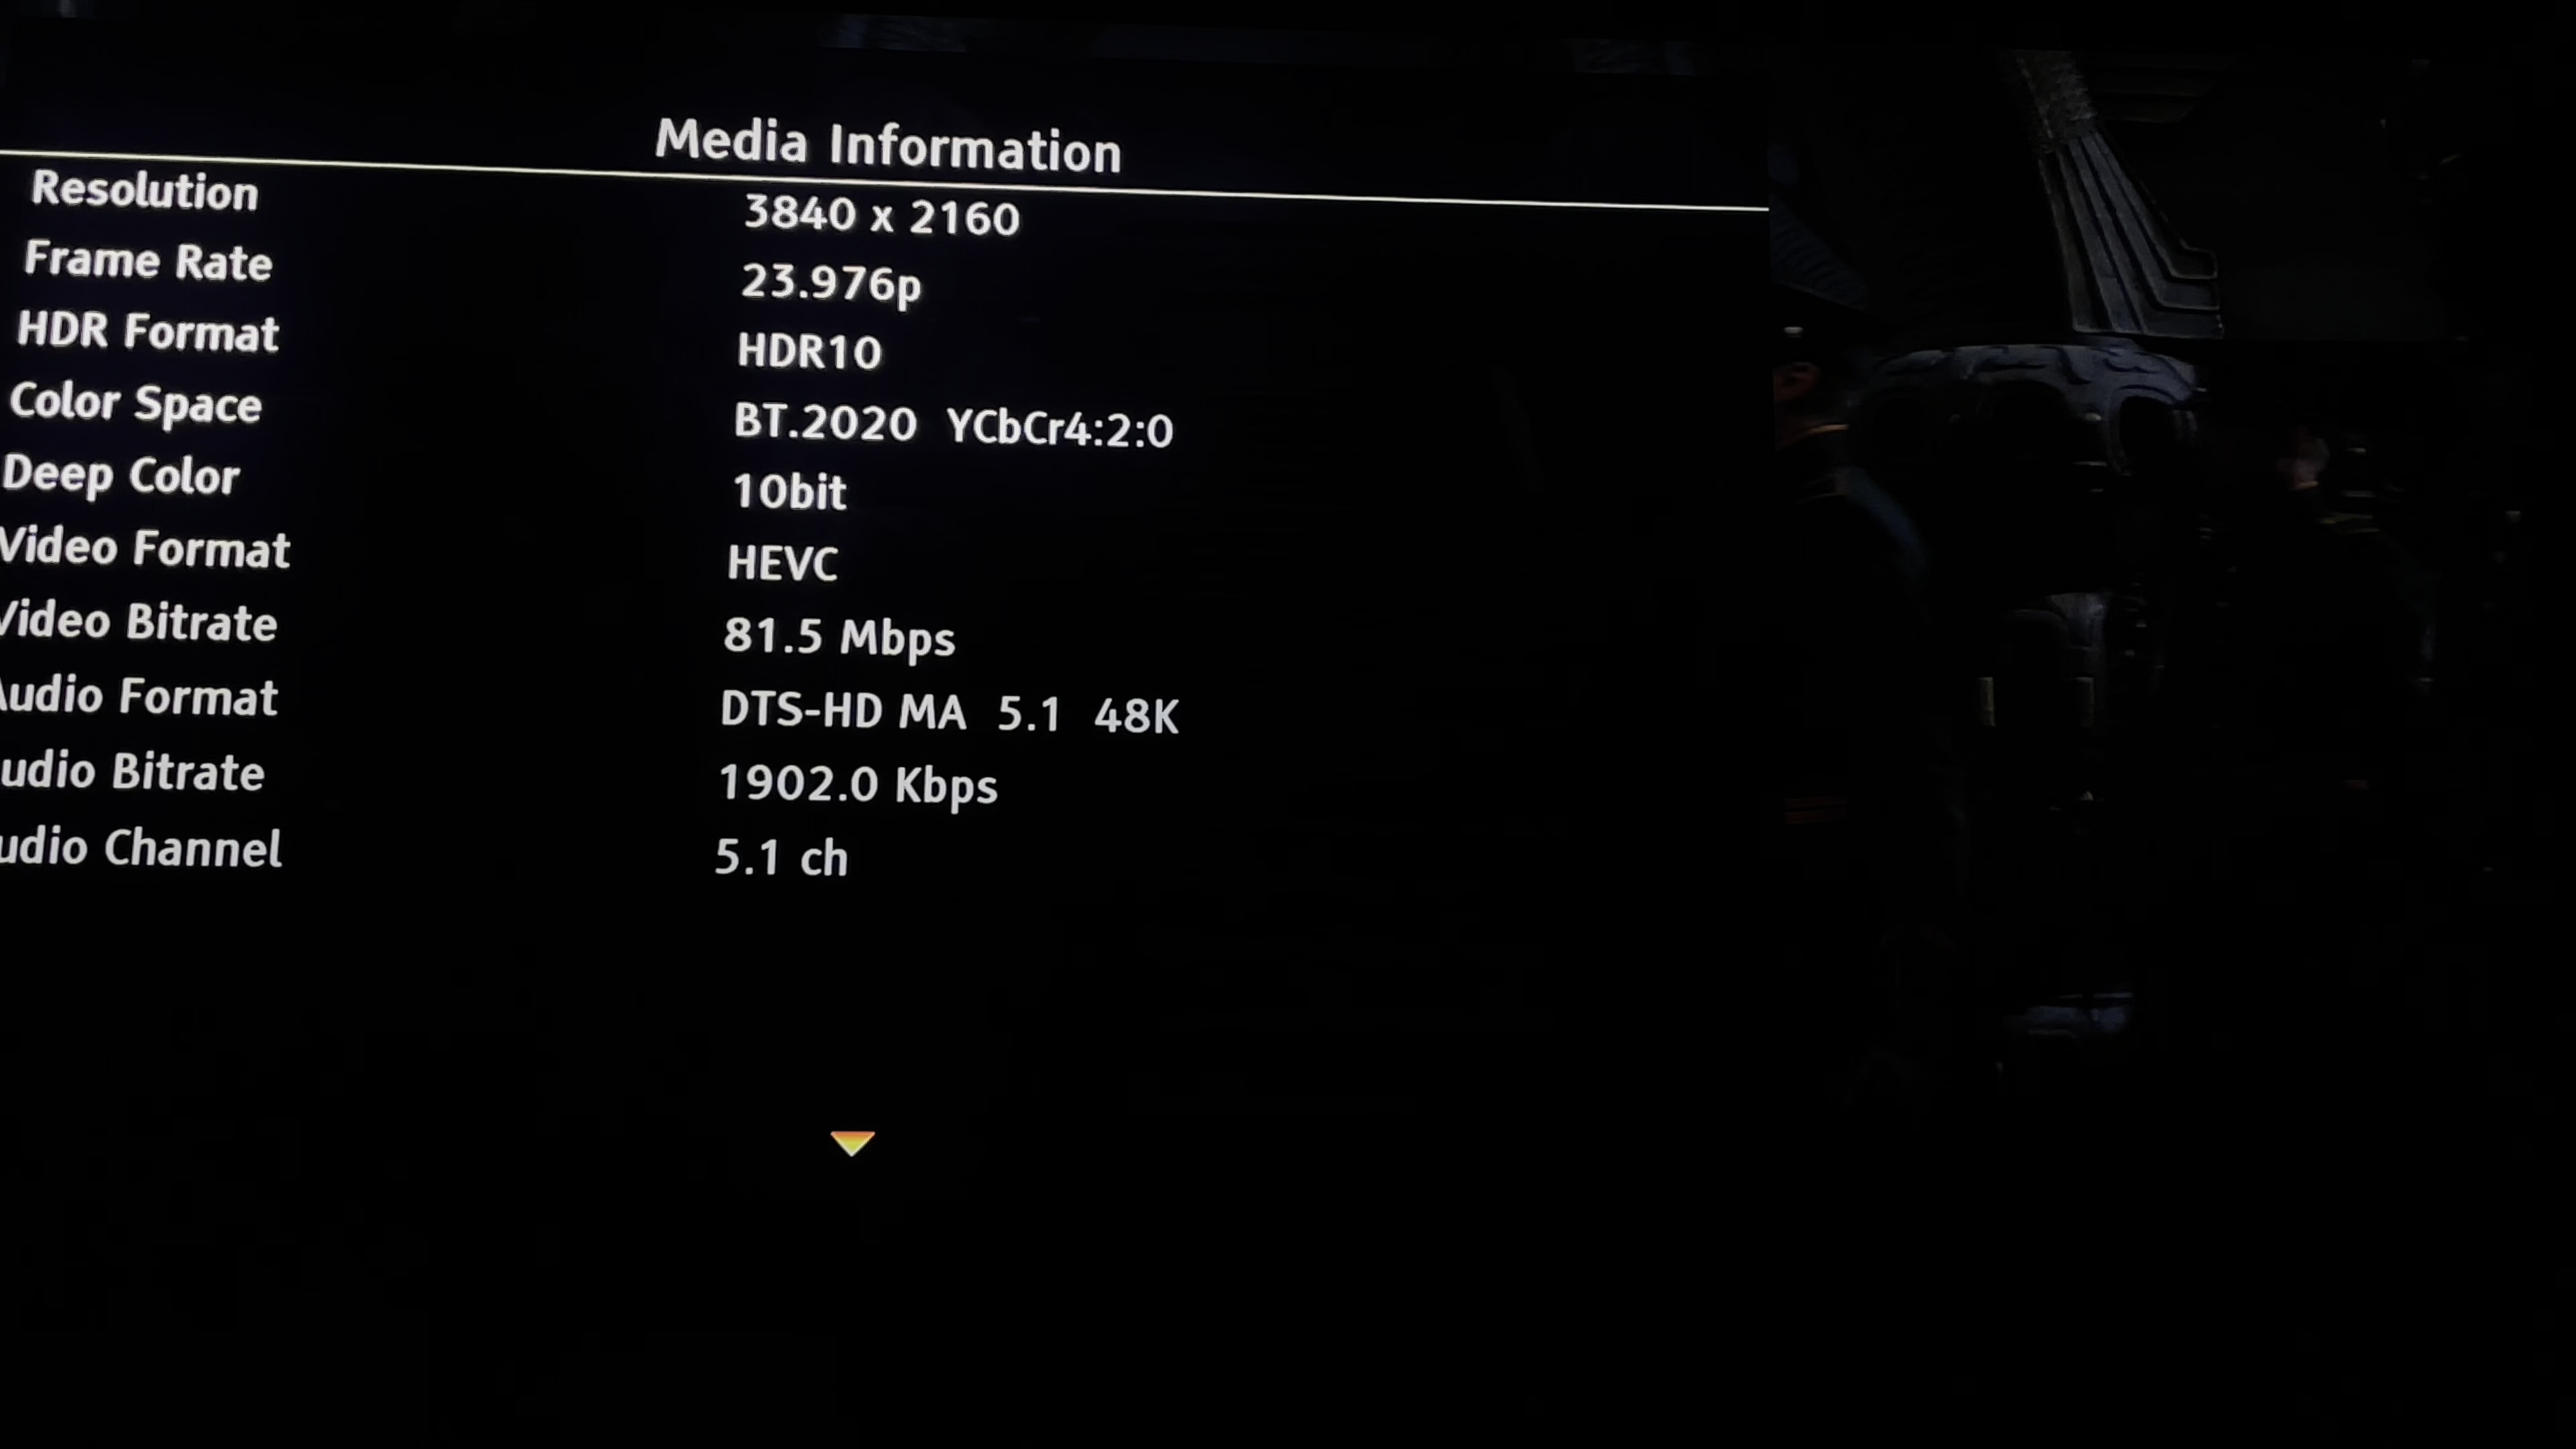 Media Information
Resolution 3840 x 2160
Frame Rate 23.976p
HDR Format HDR10
Color Space BT.2020 YCbCr4:2:0
Deep Color 10bit
Video Format HEVC
Video Bitrate 81.5 Mbps
Audio Format DTS-HD MA 5.1 48K
udio Bitrate 1902.0 Kbps
udio Channel 5.1 ch